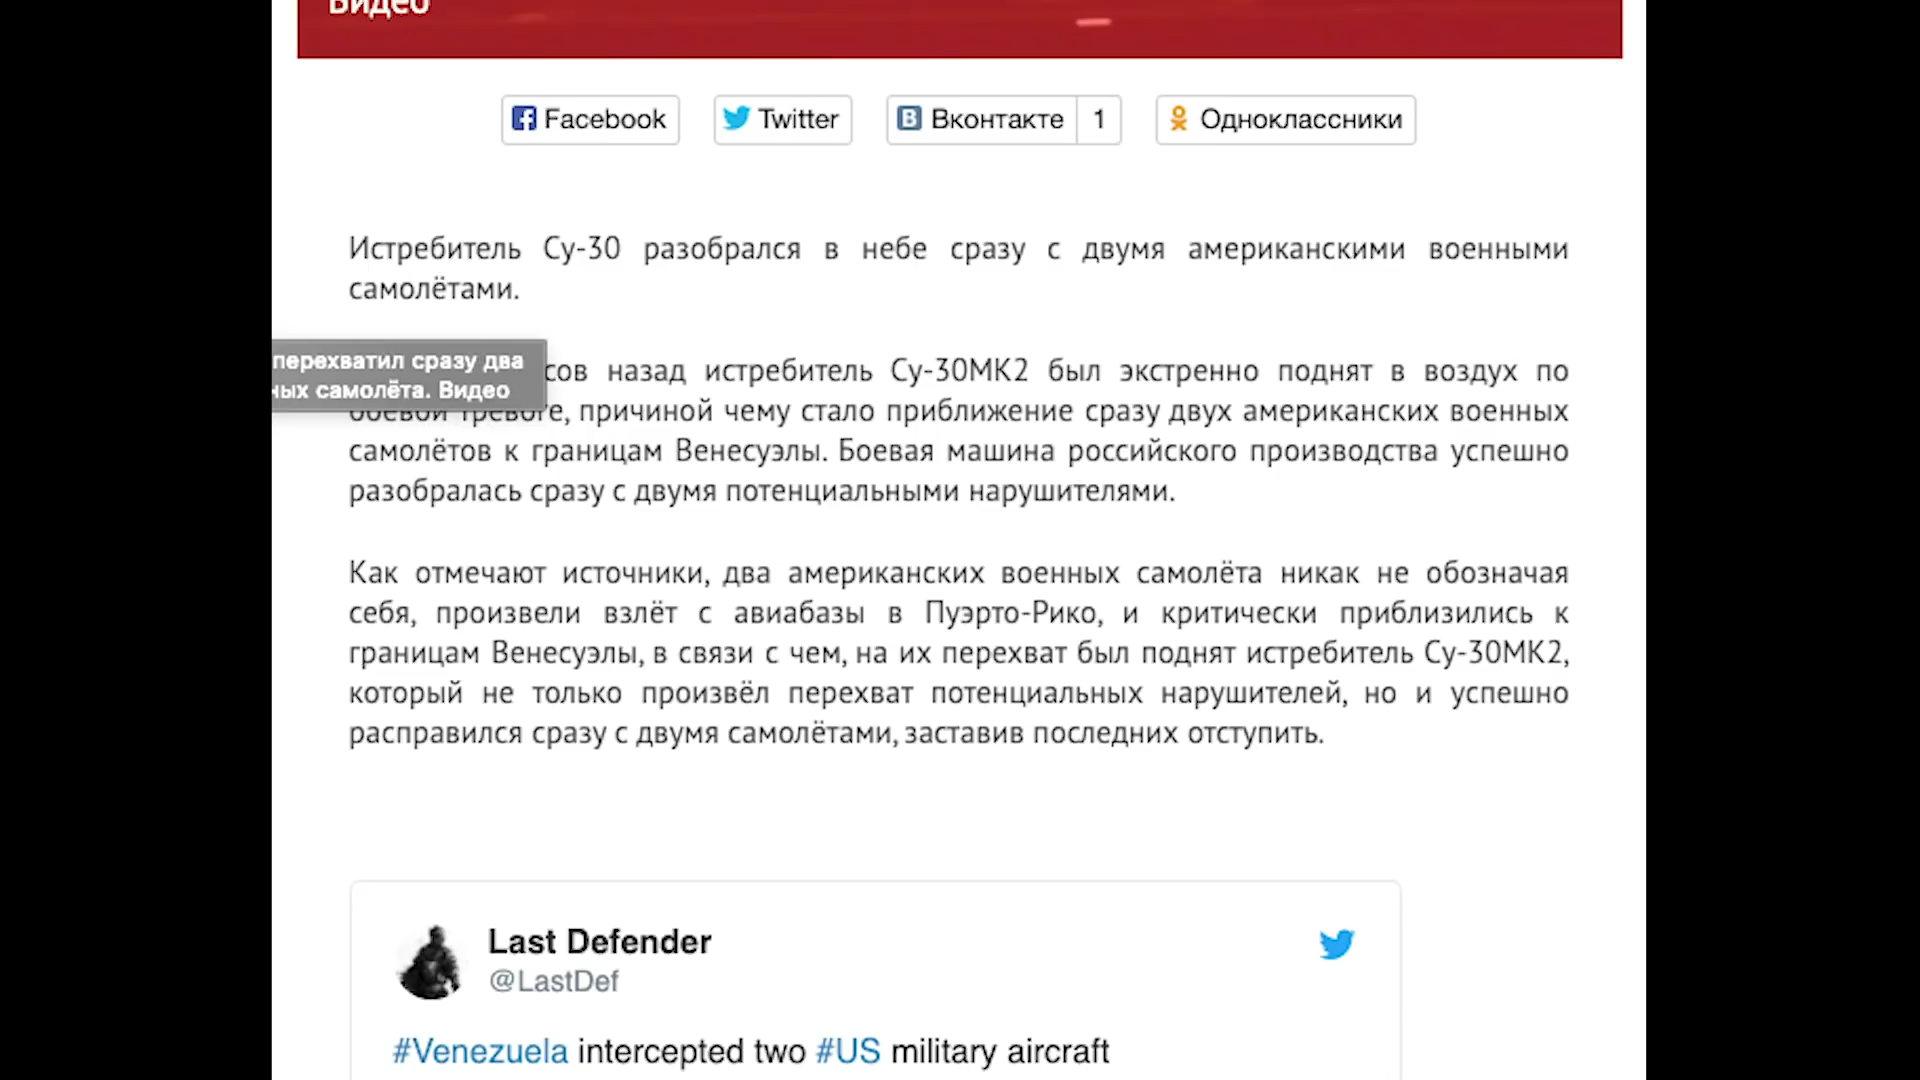 Видео
Facebook Twitter Вконтакте 1 Одноклассники
Истребитель Су-30 разобрался в небе сразу с двумя американскими военными
самолётами.
перехватил сразу два
самолёта. Видео
назад истребитель Су-30МК2 был экстренно поднят в воздух по
боевой тревоге, причиной чему стало приближение сразу двух американских военных
самолётов к границам Венесуэлы. Боевая машина российского производства успешно
разобралась сразу с двумя потенциальными нарушителями.
Как отмечают источники, два американских военных самолёта никак не обозначая
себя, произвели взлёт с авиабазы в Пуэрто-Рико, и критически приблизились к
границам Венесуэлы, в связи с чем, на их перехват был поднят истребитель Су-30МК2,
который не только произвёл перехват потенциальных нарушителей, но и успешно
расправился сразу с двумя самолётами, заставив последних отступить.
Last Defender
@LastDef
#Venezuela intercepted two #US military aircraft